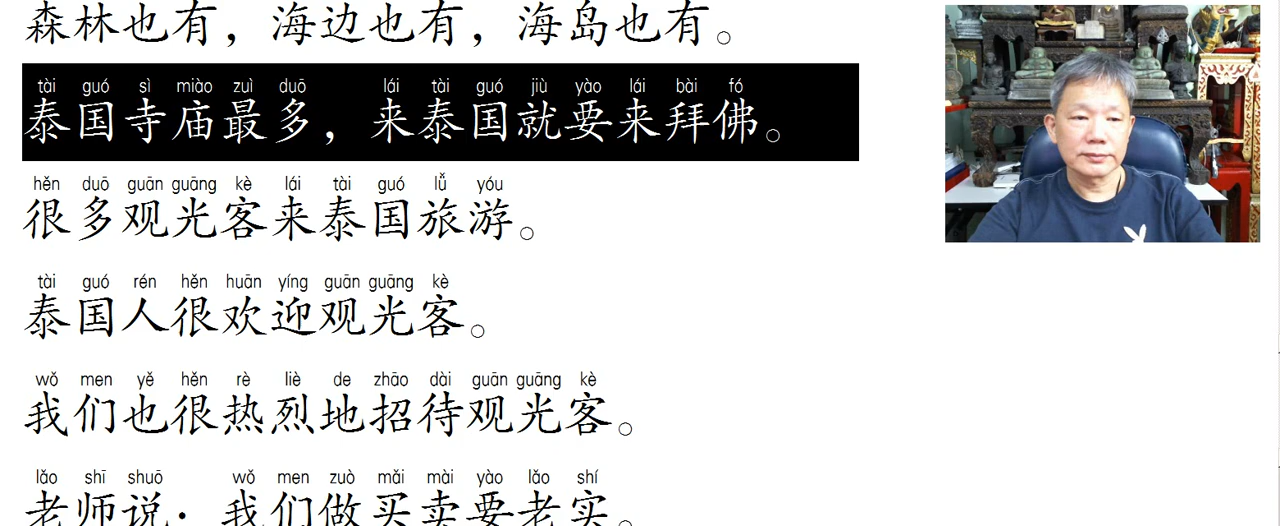 森林也有，海边也有，海岛也有。
tài guó sì miào zuì duō lái tài guó jiù yào lái bài fó
泰国寺庙最多，来泰国就要来拜佛。
hěn duō guān guāng kè lái tài guó lǚ yóu
很多观光客来泰国旅游。
tài guó rén hěn huān yíng guān guāng kè
泰国人很欢迎观光客。
wǒ men yě hěn rè liè de zhāo dài guān guāng kè
我们也很热烈地招待观光客。
lǎo shī shuō wǒ men zuò mǎi mài yào lǎo shí
老师说：我们做买卖要老实。